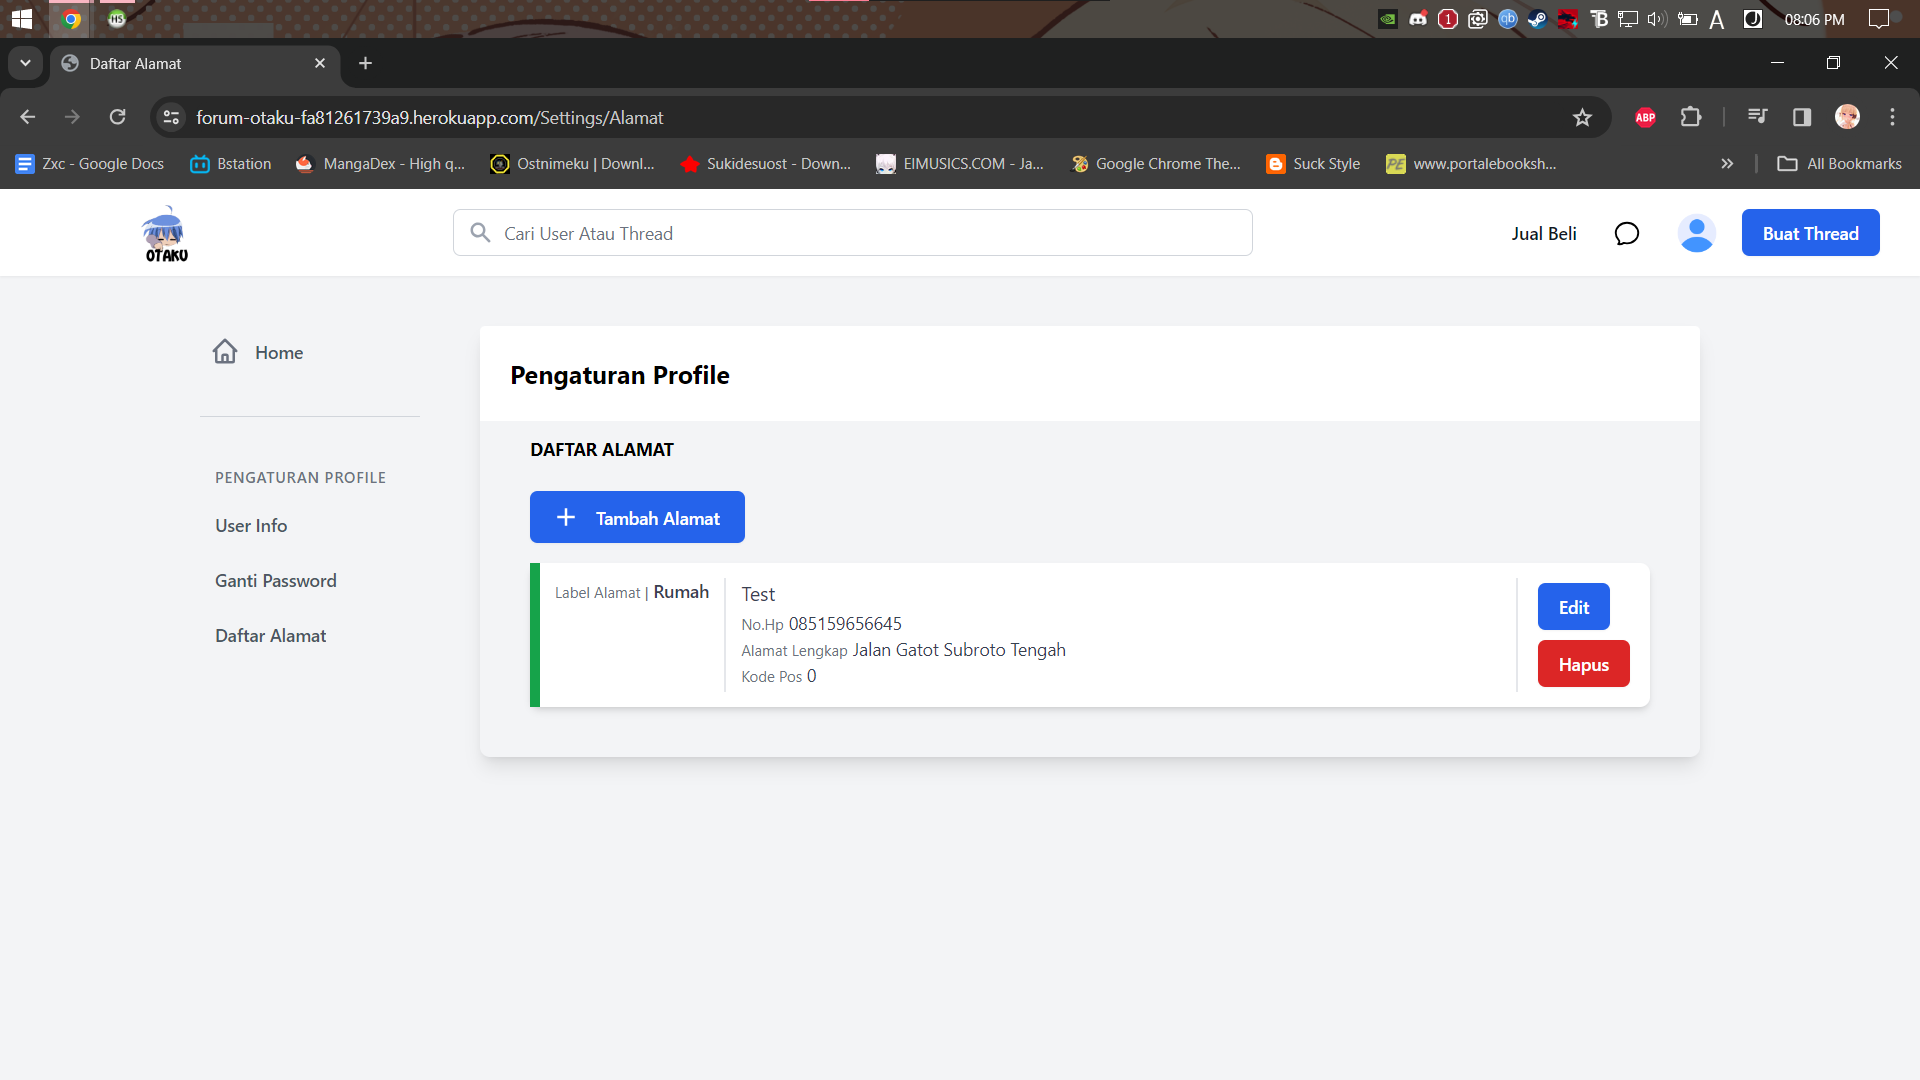 HS
1
qb
08:06 PM
Daftar Alamat
forum-otaku-fa81261739a9.herokuapp.com/Settings/Alamat
ABP
Zxc - Google Docs
Bstation
MangaDex - High q...
Ostnimeku | Downl...
Sukidesuost - Down...
EIMUSICS.COM - Ja...
Google Chrome The...
Suck Style
PE
www.portalebooksh...
All Bookmarks
OTAKU
Cari User Atau Thread
Jual Beli
Buat Thread
Home
PENGATURAN PROFILE
User Info
Ganti Password
Daftar Alamat
Pengaturan Profile
DAFTAR ALAMAT
Tambah Alamat
Label Alamat | Rumah
Test
No.Hp 085159656645
Alamat Lengkap Jalan Gatot Subroto Tengah
Kode Pos 0
Edit
Hapus